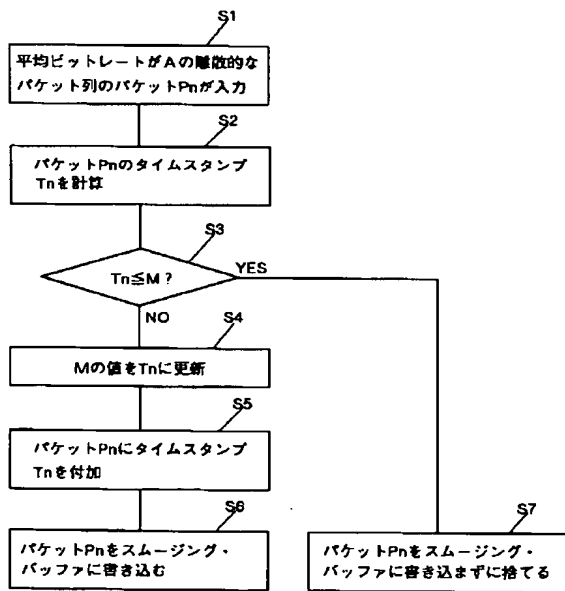 S1
平均ビットレートがAの離散的な
パケット列のパケットPnが入力
S2
パケットPnのタイムスタンプ
Tnを計算
S3
Tn≦M?
YES
NO
S4
Mの値をTnに更新
S5
パケットPnにタイムスタンプ
Tnを付加
S6
パケットPnをスムージング・
バッファに書き込む
S7
パケットPnをスムージング・
バッファに書き込まずに捨てる